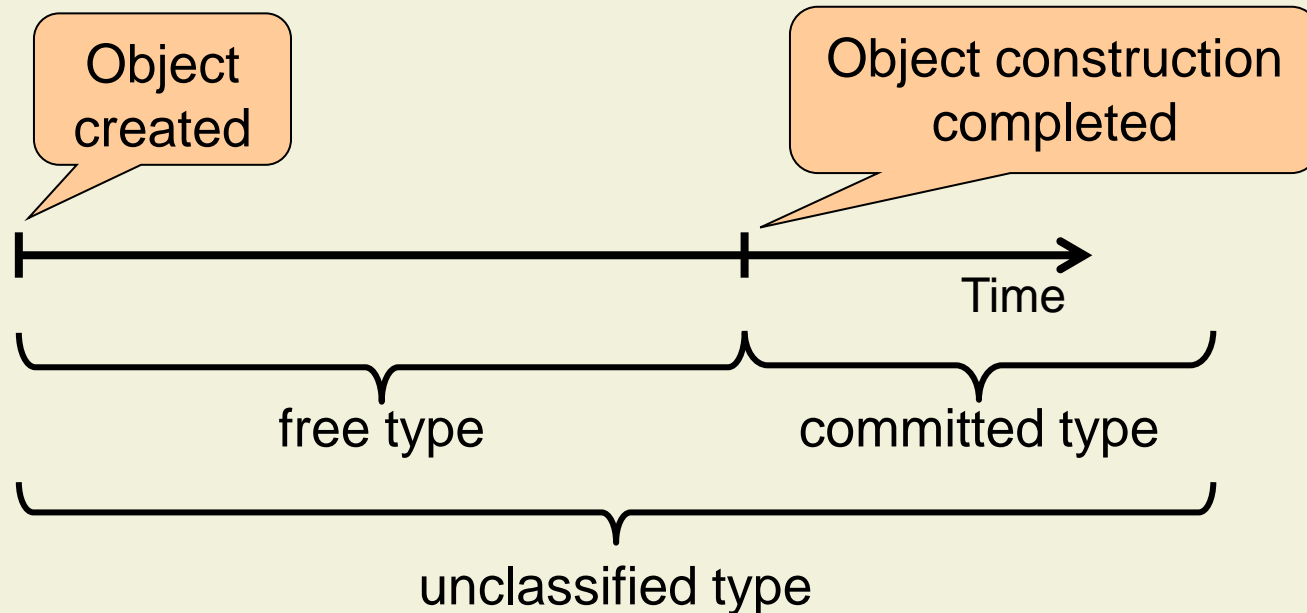 Object
created
Object construction
completed
Time
free type
committed type
unclassified type